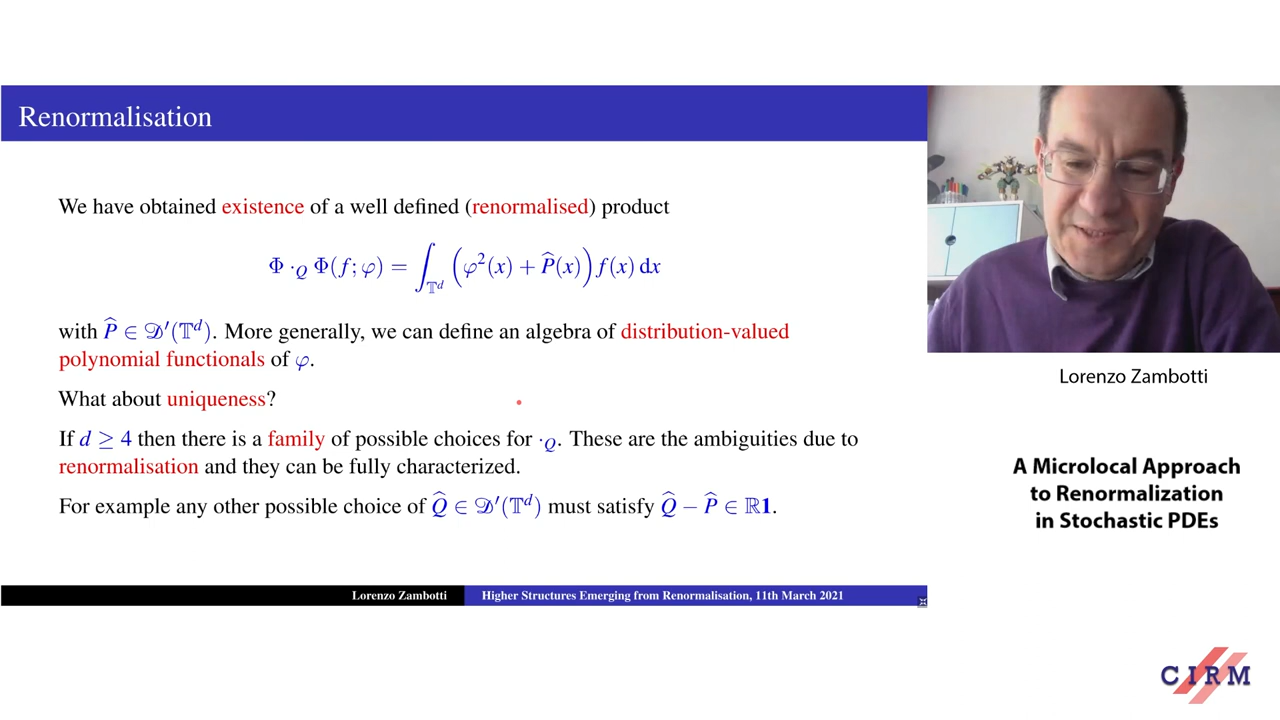 Renormalisation
We have obtained existence of a well defined (renormalised) product
Φ ·_Q Φ(f; φ) = ∫_{𝕋^d} (φ²(x) + P̂(x)) f(x) dx
with P̂ ∈ 𝒟′(𝕋^d). More generally, we can define an algebra of distribution-valued
polynomial functionals of φ.
What about uniqueness?
If d ≥ 4 then there is a family of possible choices for ·_Q. These are the ambiguities due to
renormalisation and they can be fully characterized.
For example any other possible choice of Q̂ ∈ 𝒟′(𝕋^d) must satisfy Q̂ − P̂ ∈ ℝ𝟏.
Lorenzo Zambotti
Higher Structures Emerging from Renormalisation, 11th March 2021
Lorenzo Zambotti
A Microlocal Approach
to Renormalization
in Stochastic PDEs
CIRM